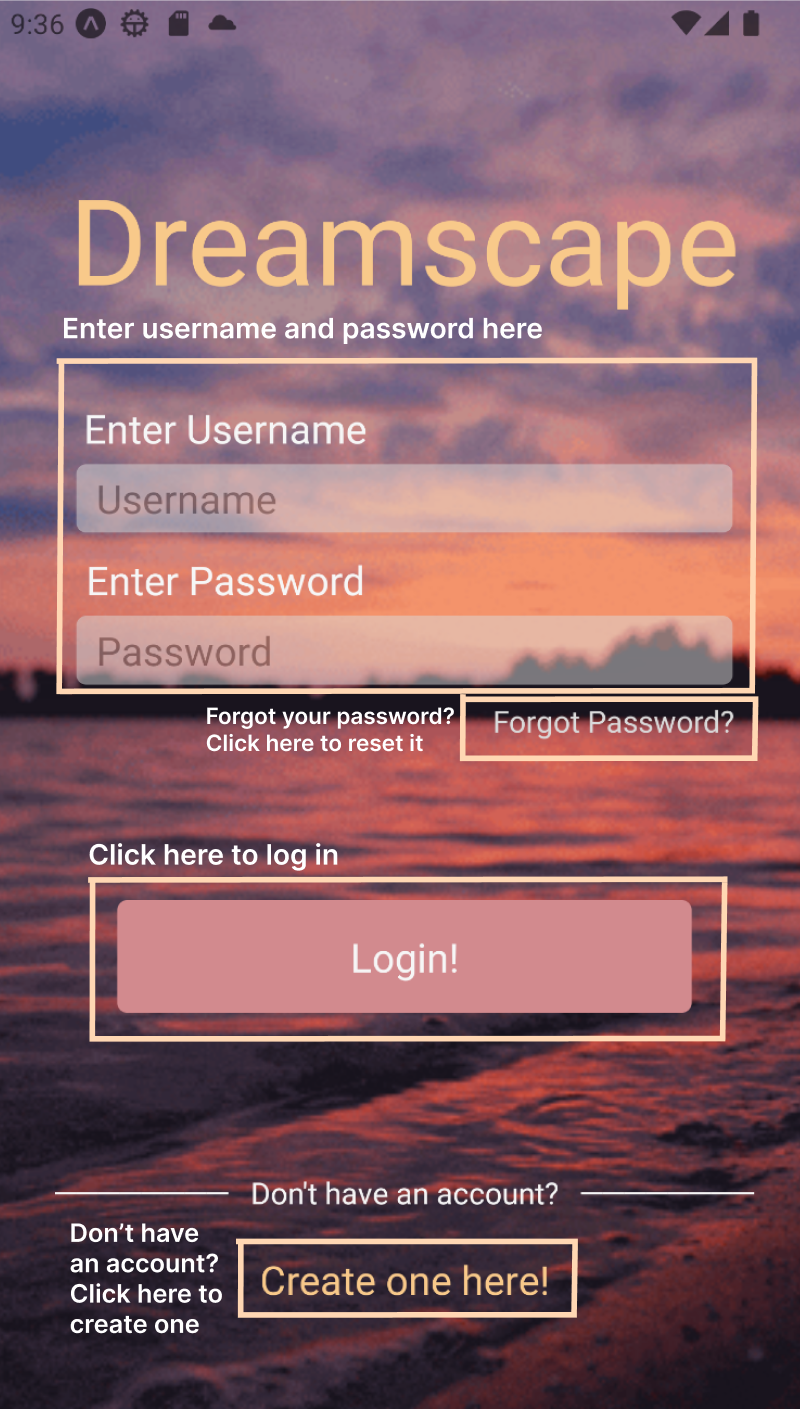 9:36
Dreamscape
Enter username and password here
Enter Username
Username
Enter Password
Password
Forgot your password?
Click here to reset it
Forgot Password?
Click here to log in
Login!
Don't have an account?
Don’t have
an account?
Click here to
create one
Create one here!